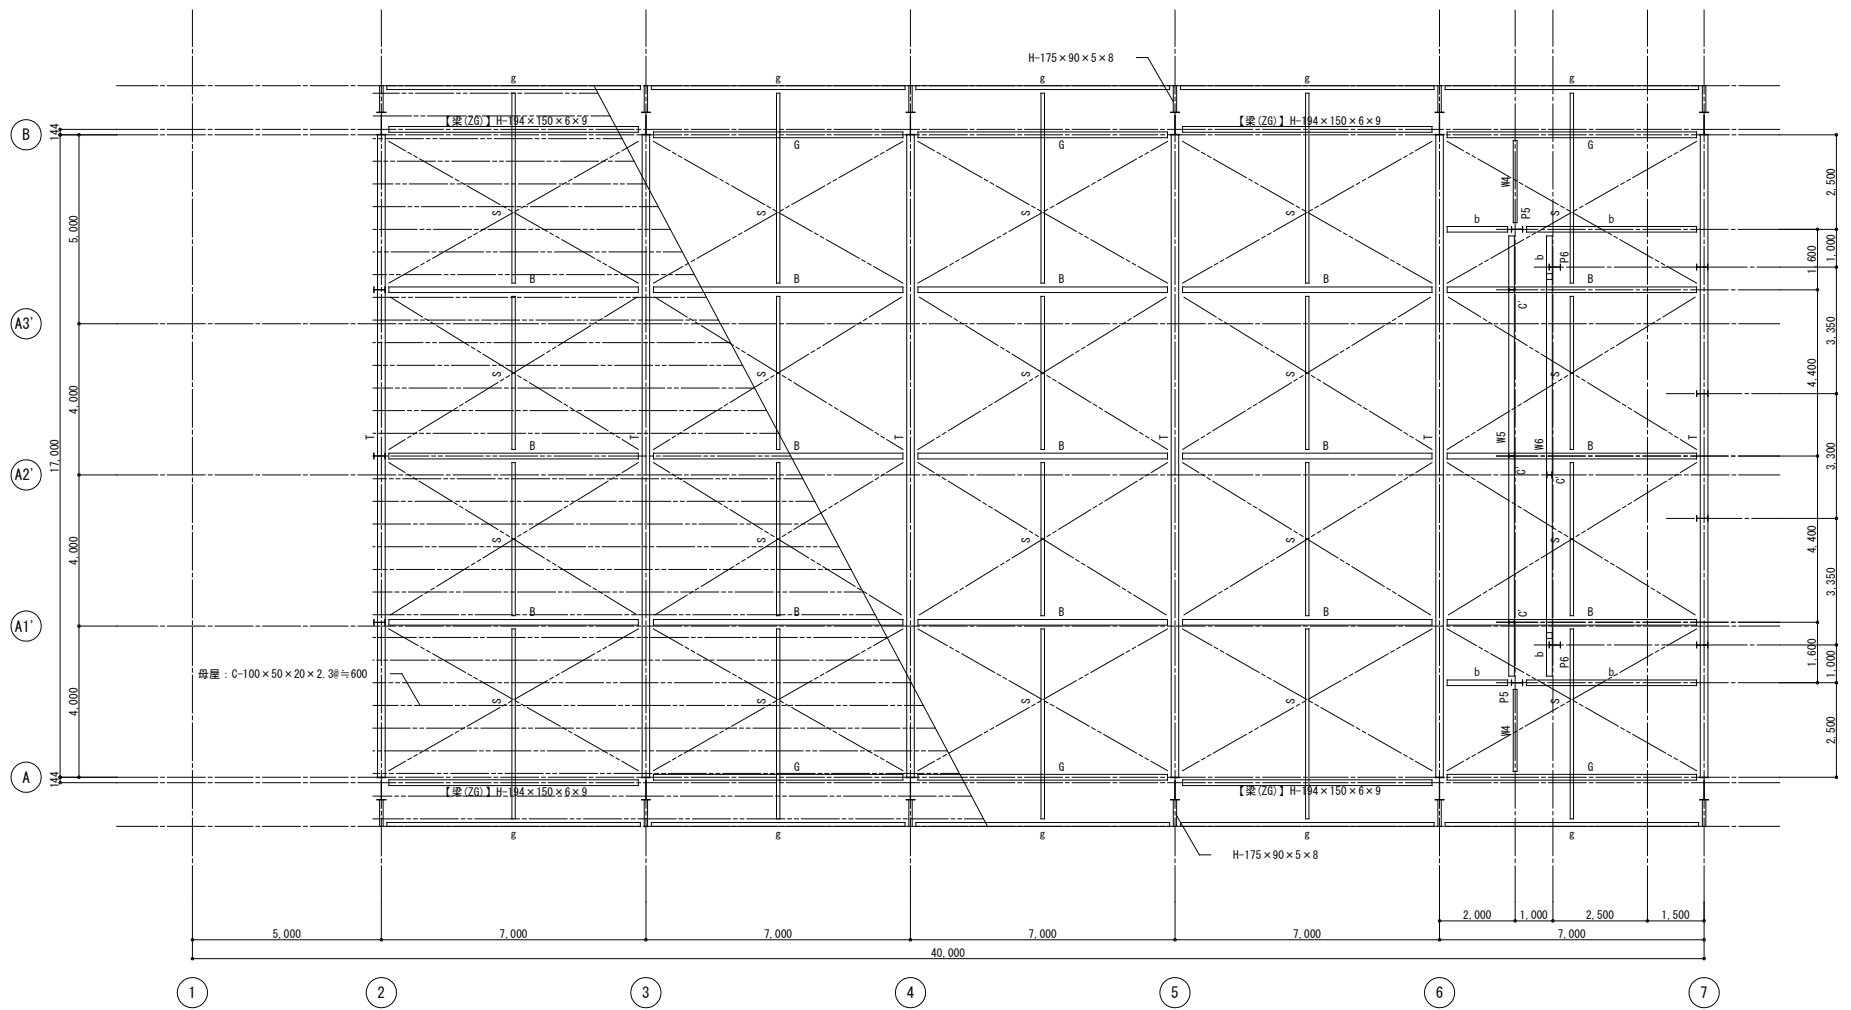 H-175×90×5×8
g g g g g
B
144
【梁(ZG)】H-194×150×6×9
【梁(ZG)】H-194×150×6×9
G G G
W4
2,500
5,000
S S S S S
P5
b b
1,600
1,000
b
P6
B B B B
A3'
C'
3,350
S S S S S
4,400
4,000
17,000
T T T T T T
B B B B
W5
W6
3,300
A2'
C'
C'
S S S S S
4,400
4,000
3,350
B B B B
C'
A1'
b
P6
1,600
1,000
母屋：C-100×50×20×2.3@≒600
b b
P5
S S S S S
4,000
W4
2,500
G G G
A
144
【梁(ZG)】H-194×150×6×9
【梁(ZG)】H-194×150×6×9
g g g g g
H-175×90×5×8
2,000 1,000 2,500 1,500
5,000 7,000 7,000 7,000 7,000 7,000
40,000
1 2 3 4 5 6 7